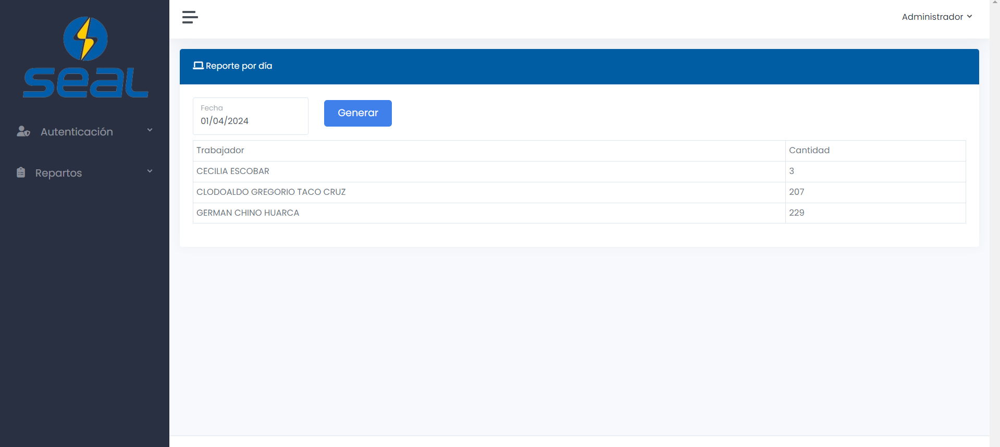 seal
Autenticación
Repartos
Administrador
Reporte por día
Fecha
01/04/2024
Generar
Trabajador Cantidad
CECILIA ESCOBAR 3
CLODOALDO GREGORIO TACO CRUZ 207
GERMAN CHINO HUARCA 229